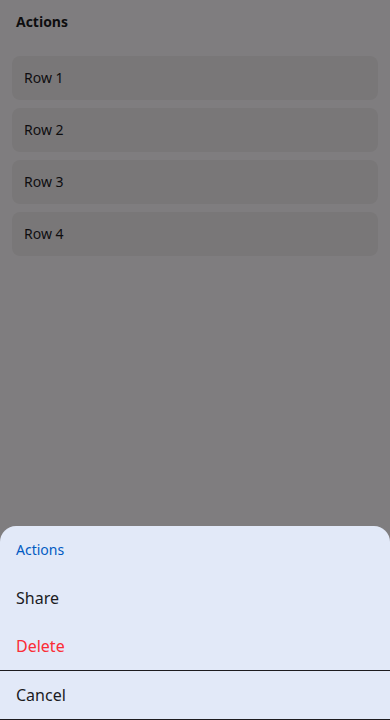 Actions
Row 1
Row 2
Row 3
Row 4
Actions
Share
Delete
Cancel